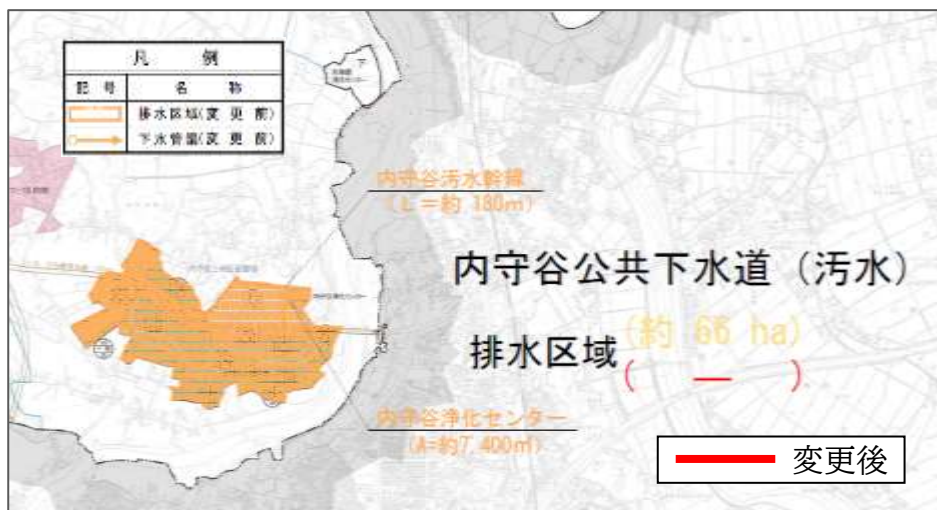 凡 例
記 号 名 称
排水区域(変 更 前)
下水管渠(変 更 前)
下
内守谷汚水幹線
(L=約 180m)
内守谷公共下水道（汚水）
排水区域 (約 66 ha)
( ー )
内守谷浄化センター
(A=約7,400㎡)
変更後